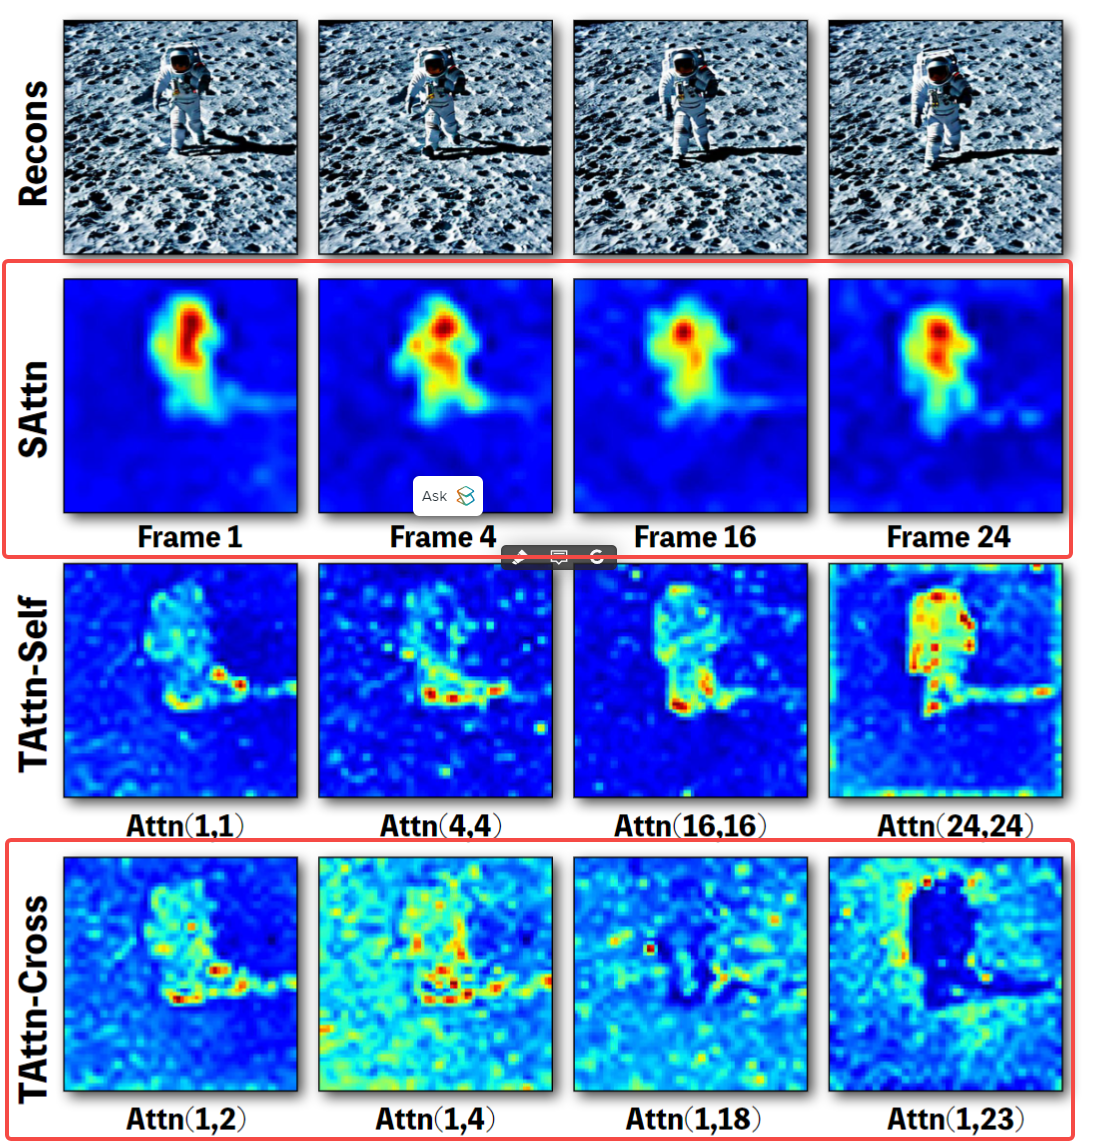 Recons
SAttn
Ask
Frame 1
Frame 4
Frame 16
Frame 24
TAttn-Self
Attn(1,1)
Attn(4,4)
Attn(16,16)
Attn(24,24)
TAttn-Cross
Attn(1,2)
Attn(1,4)
Attn(1,18)
Attn(1,23)